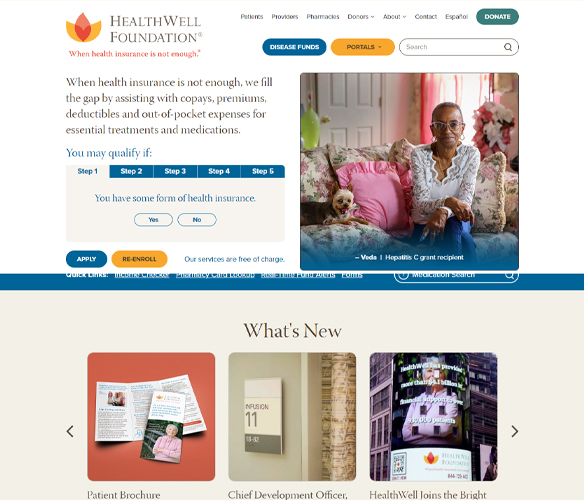 Patients Providers Pharmacies Donors About Contact Español DONATE
HEALTHWELL
FOUNDATION®
When health insurance is not enough.®
DISEASE FUNDS PORTALS Search
When health insurance is not enough, we fill
the gap by assisting with copays, premiums,
deductibles and out-of-pocket expenses for
essential treatments and medications.
You may qualify if:
Step 1 Step 2 Step 3 Step 4 Step 5
You have some form of health insurance.
Yes No
APPLY RE-ENROLL Our services are free of charge.
– Veda | Hepatitis C grant recipient
Quick Links: Income Checker Pharmacy Card Lookup Real-Time Fund Alerts Forms Medication Search
What's New
INFUSION
11
HealthWell has provided
more than
financial support
patients
HEALTHWELL
FOUNDATION
Patient Brochure
Chief Development Officer,
HealthWell Joins the Bright